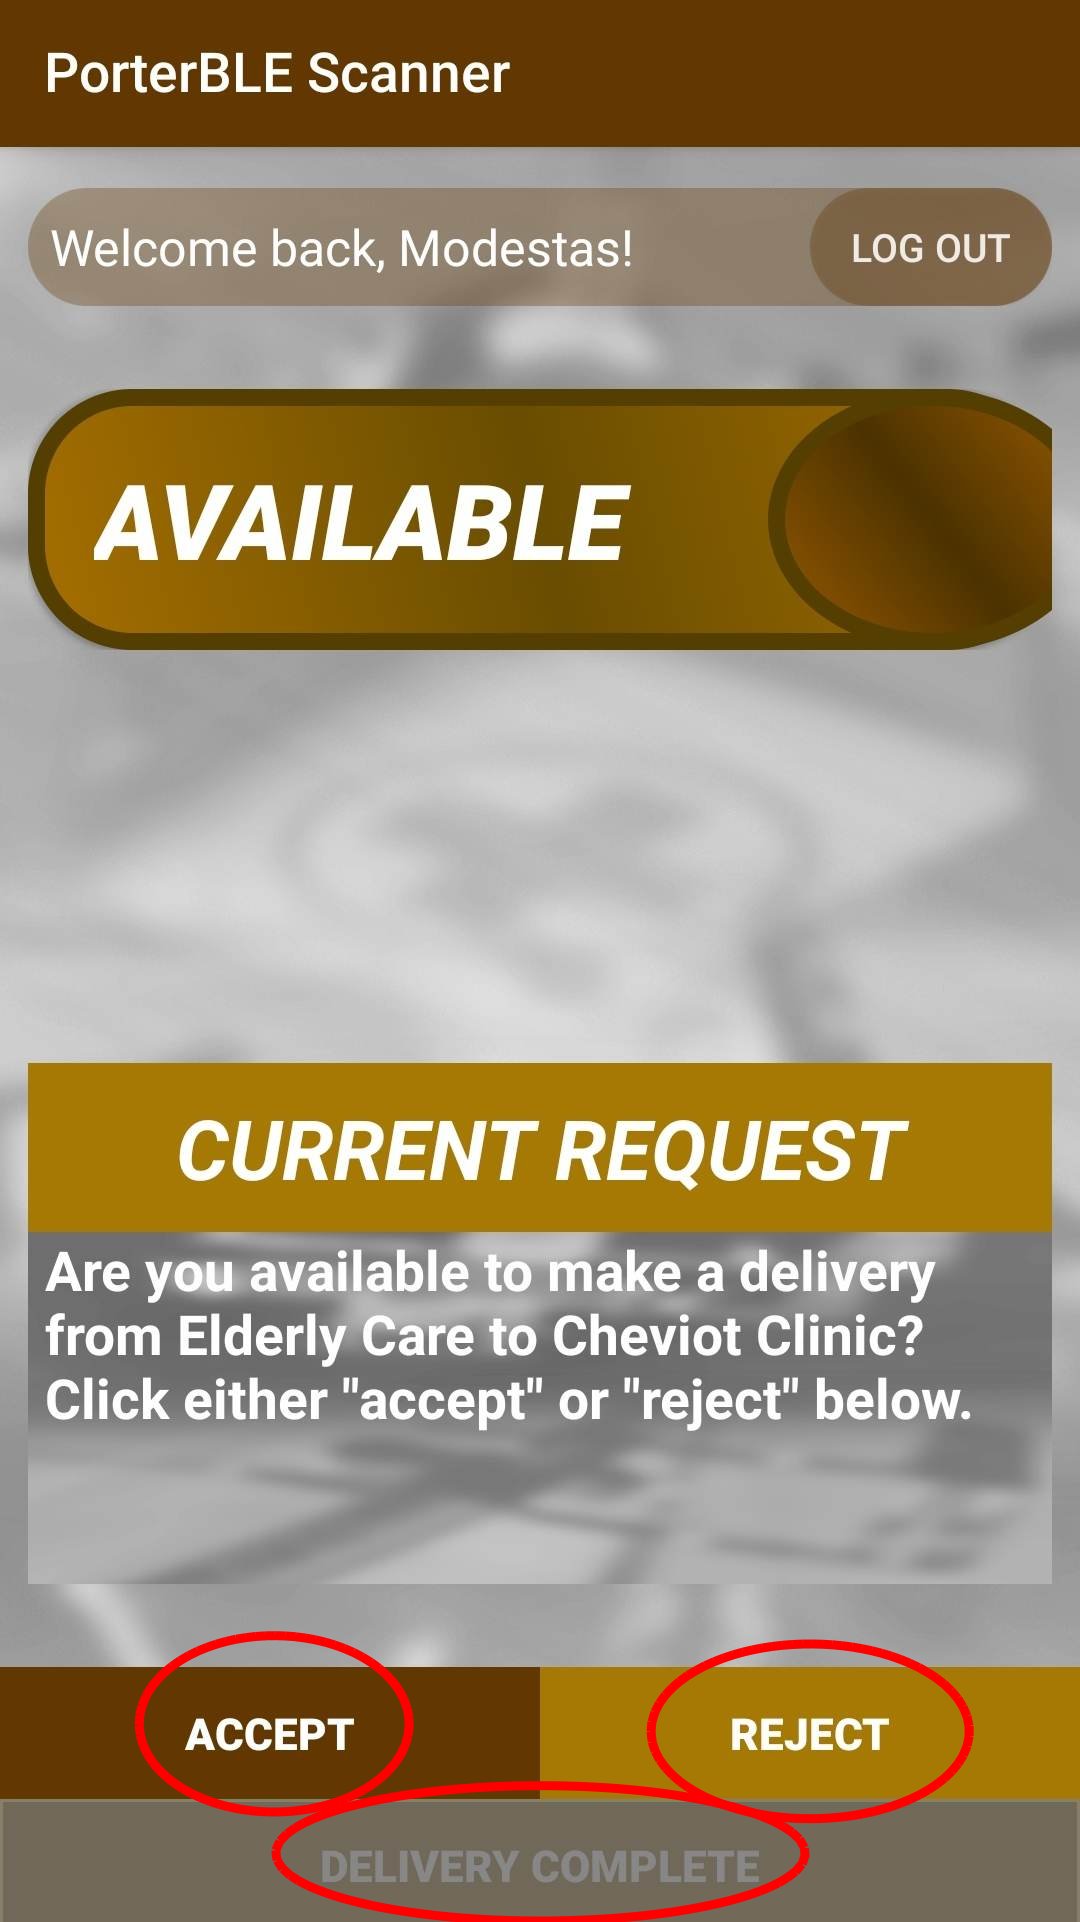 PorterBLE Scanner
Welcome back, Modestas!
LOG OUT
AVAILABLE
CURRENT REQUEST
Are you available to make a delivery
from Elderly Care to Cheviot Clinic?
Click either "accept" or "reject" below.
ACCEPT
REJECT
DELIVERY COMPLETE